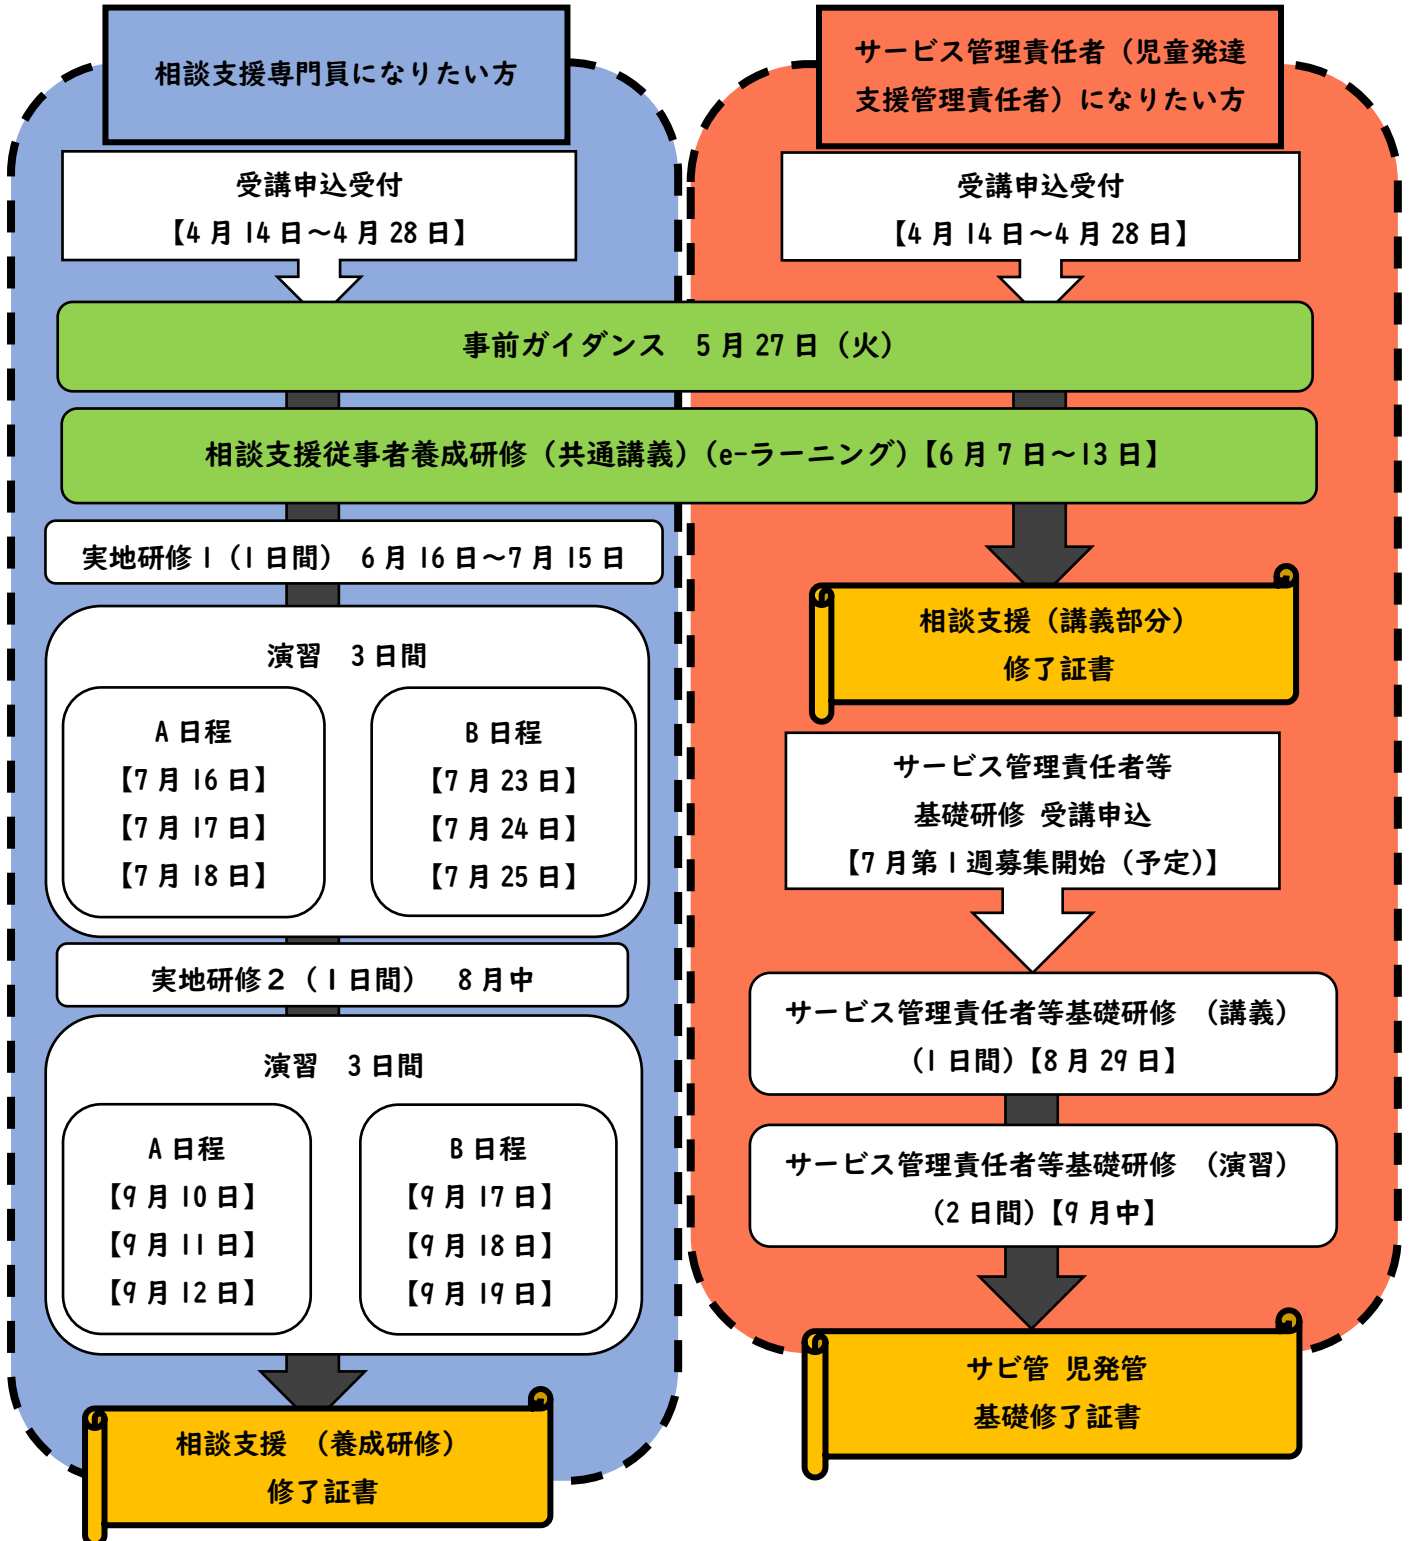 相談支援専門員になりたい方
受講申込受付
【4月14日～4月28日】
サービス管理責任者（児童発達
支援管理責任者）になりたい方
受講申込受付
【4月14日～4月28日】
事前ガイダンス　5月27日（火）
相談支援従事者養成研修（共通講義）（e-ラーニング）【6月7日～13日】
実地研修1（1日間）　6月16日～7月15日
演習　3日間
A日程
【7月16日】
【7月17日】
【7月18日】
B日程
【7月23日】
【7月24日】
【7月25日】
実地研修2（1日間）　8月中
演習　3日間
A日程
【9月10日】
【9月11日】
【9月12日】
B日程
【9月17日】
【9月18日】
【9月19日】
相談支援　（養成研修）
修了証書
相談支援（講義部分）
修了証書
サービス管理責任者等
基礎研修 受講申込
【7月第1週募集開始（予定）】
サービス管理責任者等基礎研修　（講義）
（1日間）【8月29日】
サービス管理責任者等基礎研修　（演習）
（2日間）【9月中】
サビ管 児発管
基礎修了証書